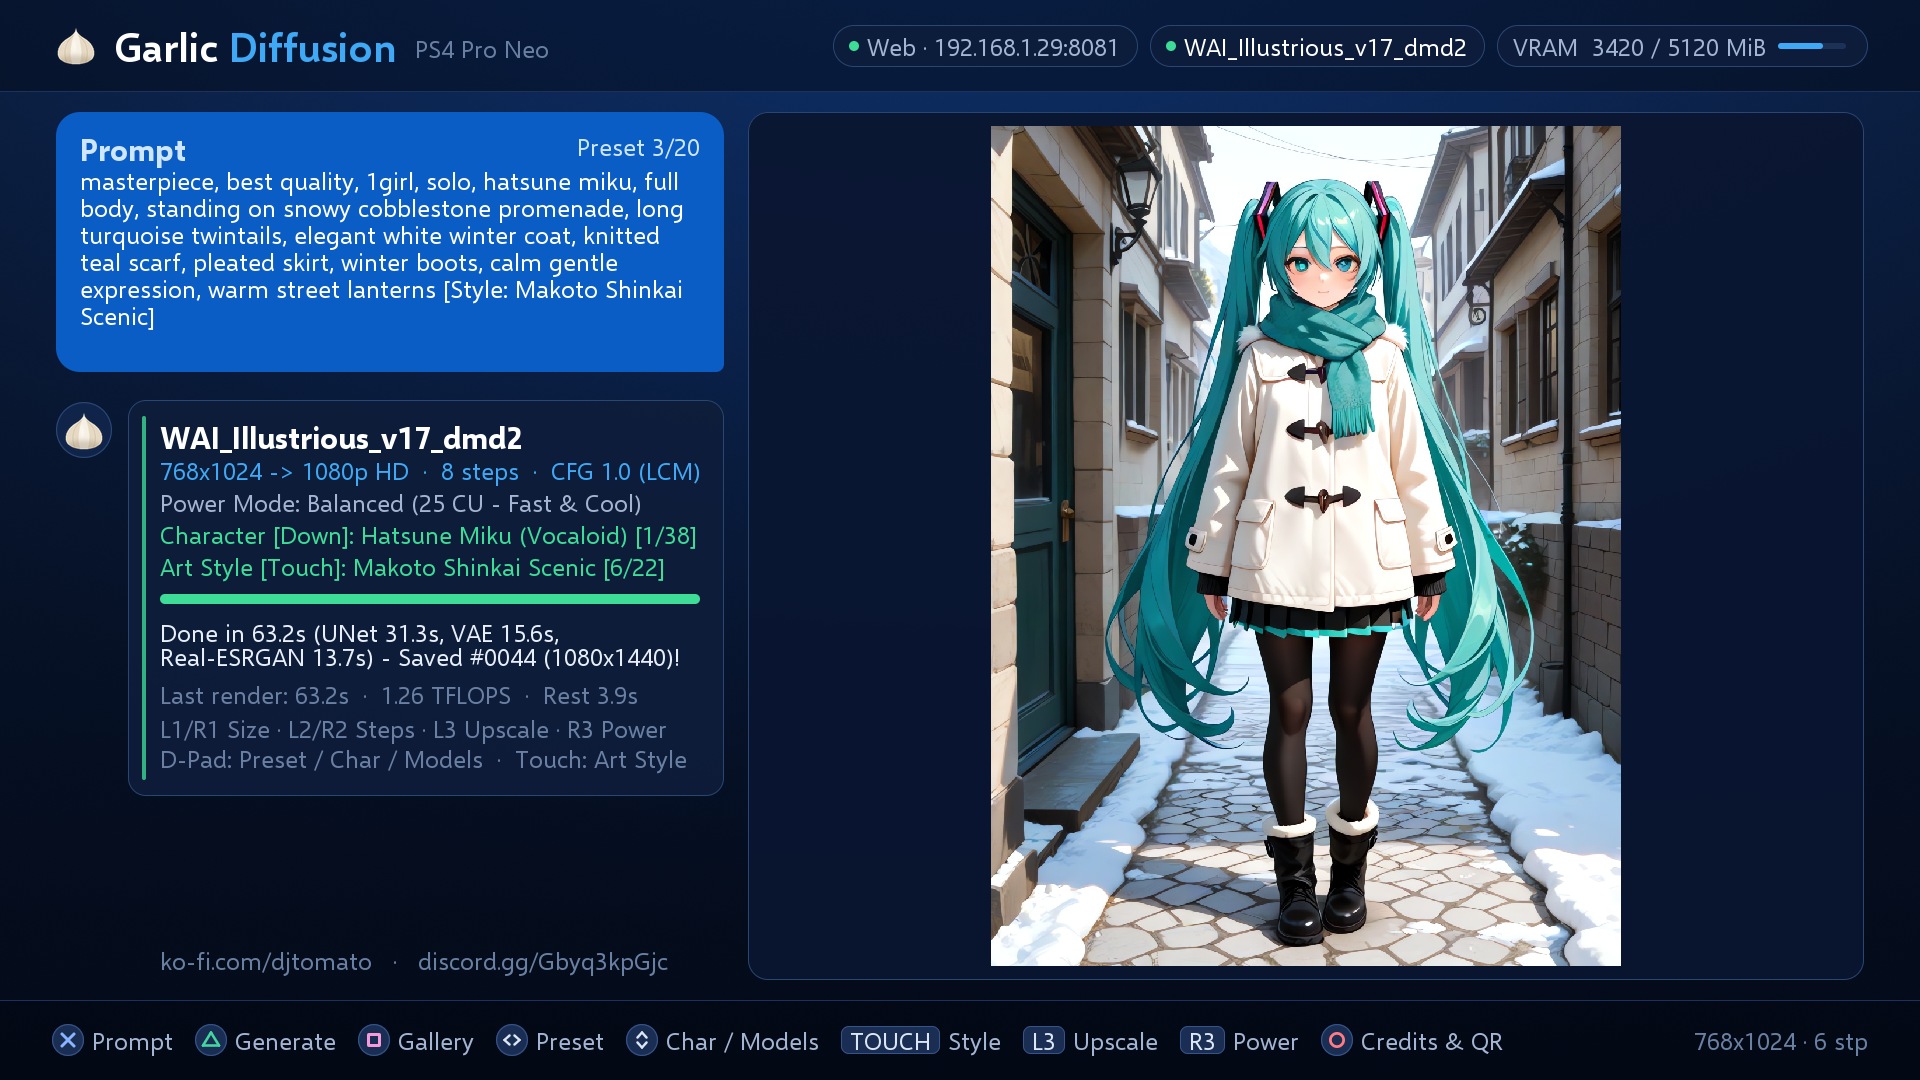 Garlic Diffusion PS4 Pro Neo
Web · 192.168.1.29:8081
WAI_Illustrious_v17_dmd2
VRAM 3420 / 5120 MiB
Prompt
Preset 3/20
masterpiece, best quality, 1girl, solo, hatsune miku, full
body, standing on snowy cobblestone promenade, long
turquoise twintails, elegant white winter coat, knitted
teal scarf, pleated skirt, winter boots, calm gentle
expression, warm street lanterns [Style: Makoto Shinkai
Scenic]
WAI_Illustrious_v17_dmd2
768x1024 -> 1080p HD · 8 steps · CFG 1.0 (LCM)
Power Mode: Balanced (25 CU - Fast & Cool)
Character [Down]: Hatsune Miku (Vocaloid) [1/38]
Art Style [Touch]: Makoto Shinkai Scenic [6/22]
Done in 63.2s (UNet 31.3s, VAE 15.6s,
Real-ESRGAN 13.7s) - Saved #0044 (1080x1440)!
Last render: 63.2s · 1.26 TFLOPS · Rest 3.9s
L1/R1 Size · L2/R2 Steps · L3 Upscale · R3 Power
D-Pad: Preset / Char / Models · Touch: Art Style
ko-fi.com/djtomato · discord.gg/Gbyq3kpGjc
Prompt
Generate
Gallery
Preset
Char / Models
TOUCH Style
L3 Upscale
R3 Power
Credits & QR
768x1024 · 6 stp